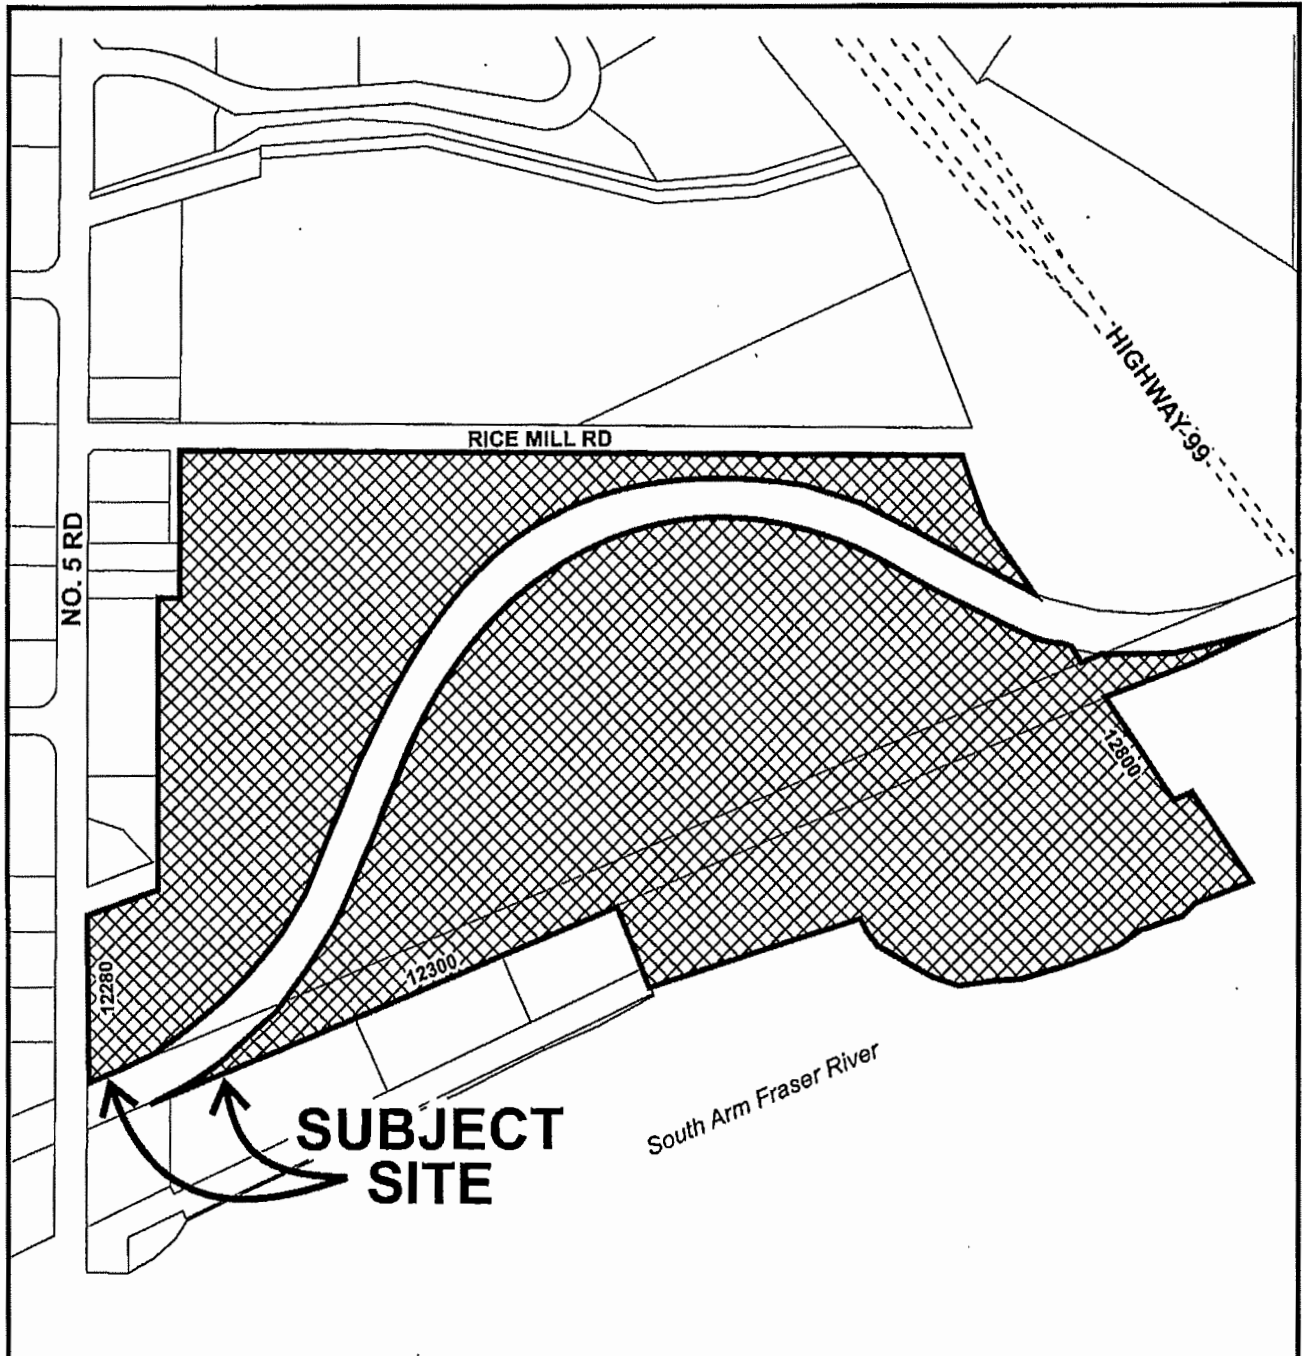 HIGHWAY 99
RICE MILL RD
NO. 5 RD
12800
12300
12280
South Arm Fraser River
SUBJECT
SITE